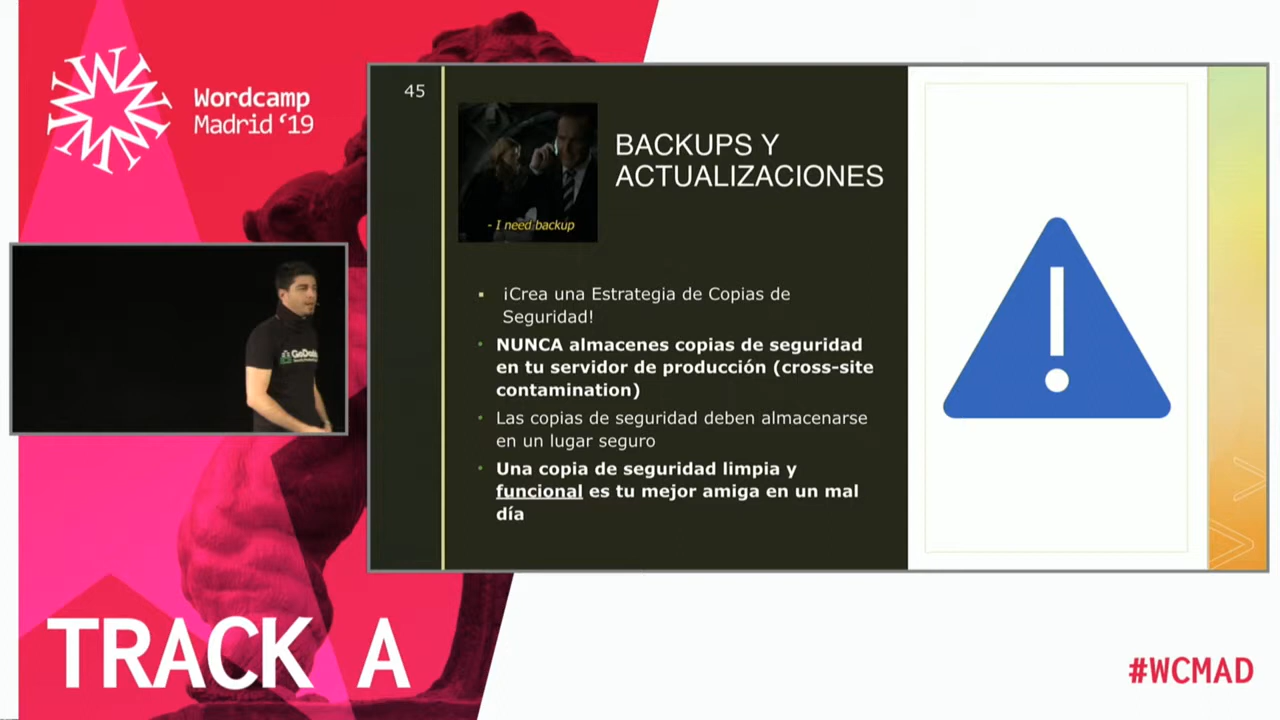 Wordcamp
Madrid ‘19
45
- I need backup
BACKUPS Y
ACTUALIZACIONES
¡Crea una Estrategia de Copias de
Seguridad!
NUNCA almacenes copias de seguridad
en tu servidor de producción (cross-site
contamination)
Las copias de seguridad deben almacenarse
en un lugar seguro
Una copia de seguridad limpia y
funcional es tu mejor amiga en un mal
día
TRACK A
#WCMAD